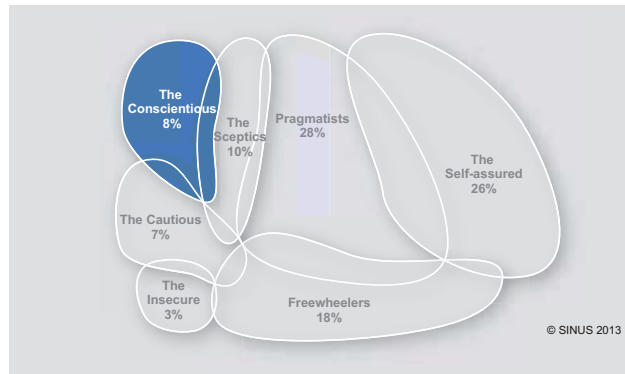 The
Conscientious
8%
The
Sceptics
10%
Pragmatists
28%
The
Self-assured
26%
The Cautious
7%
The
Insecure
3%
Freewheelers
18%
© SINUS 2013